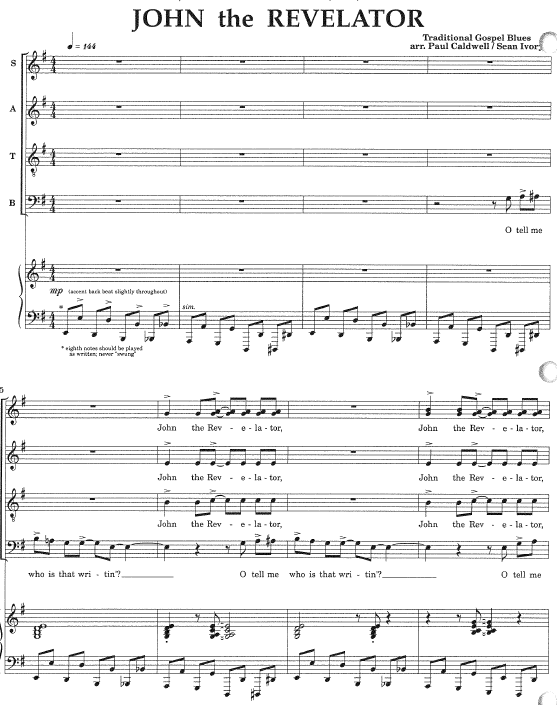 JOHN the REVELATOR
Traditional Gospel Blues
arr. Paul Caldwell / Sean Ivory
♩ = 144
S
A
T
B
O tell me
mp (accent back beat slightly throughout)
sim.
* eighth notes should be played
as written; never "swung"
5
John the Rev - e - la - tor, John the Rev - e - la - tor,
John the Rev - e - la - tor, John the Rev - e - la - tor,
John the Rev - e - la - tor, John the Rev - e - la - tor,
who is that wri - tin'? O tell me who is that wri - tin'? O tell me